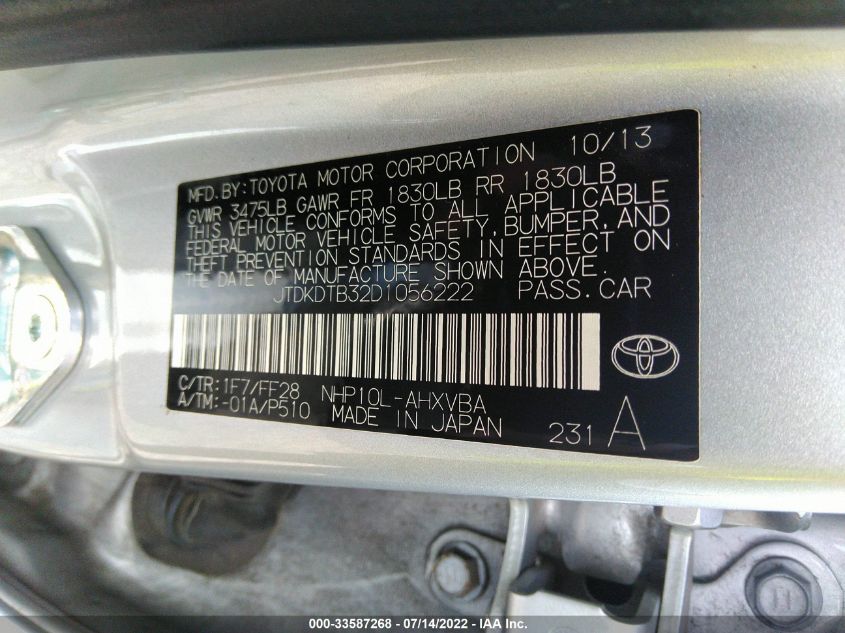 MFD. BY: TOYOTA MOTOR CORPORATION 10/13
GVWR 3475LB GAWR FR 1830LB RR 1830LB
THIS VEHICLE CONFORMS TO ALL APPLICABLE
FEDERAL MOTOR VEHICLE SAFETY, BUMPER, AND
THEFT PREVENTION STANDARDS IN EFFECT ON
THE DATE OF MANUFACTURE SHOWN ABOVE.
JTDKDTB32D1056222 PASS. CAR
C/TR: 1F7/FF28 NHP10L-AHXVBA
A/TM: -01A/P510 MADE IN JAPAN 231 A
000-33587268 - 07/14/2022 - IAA Inc.